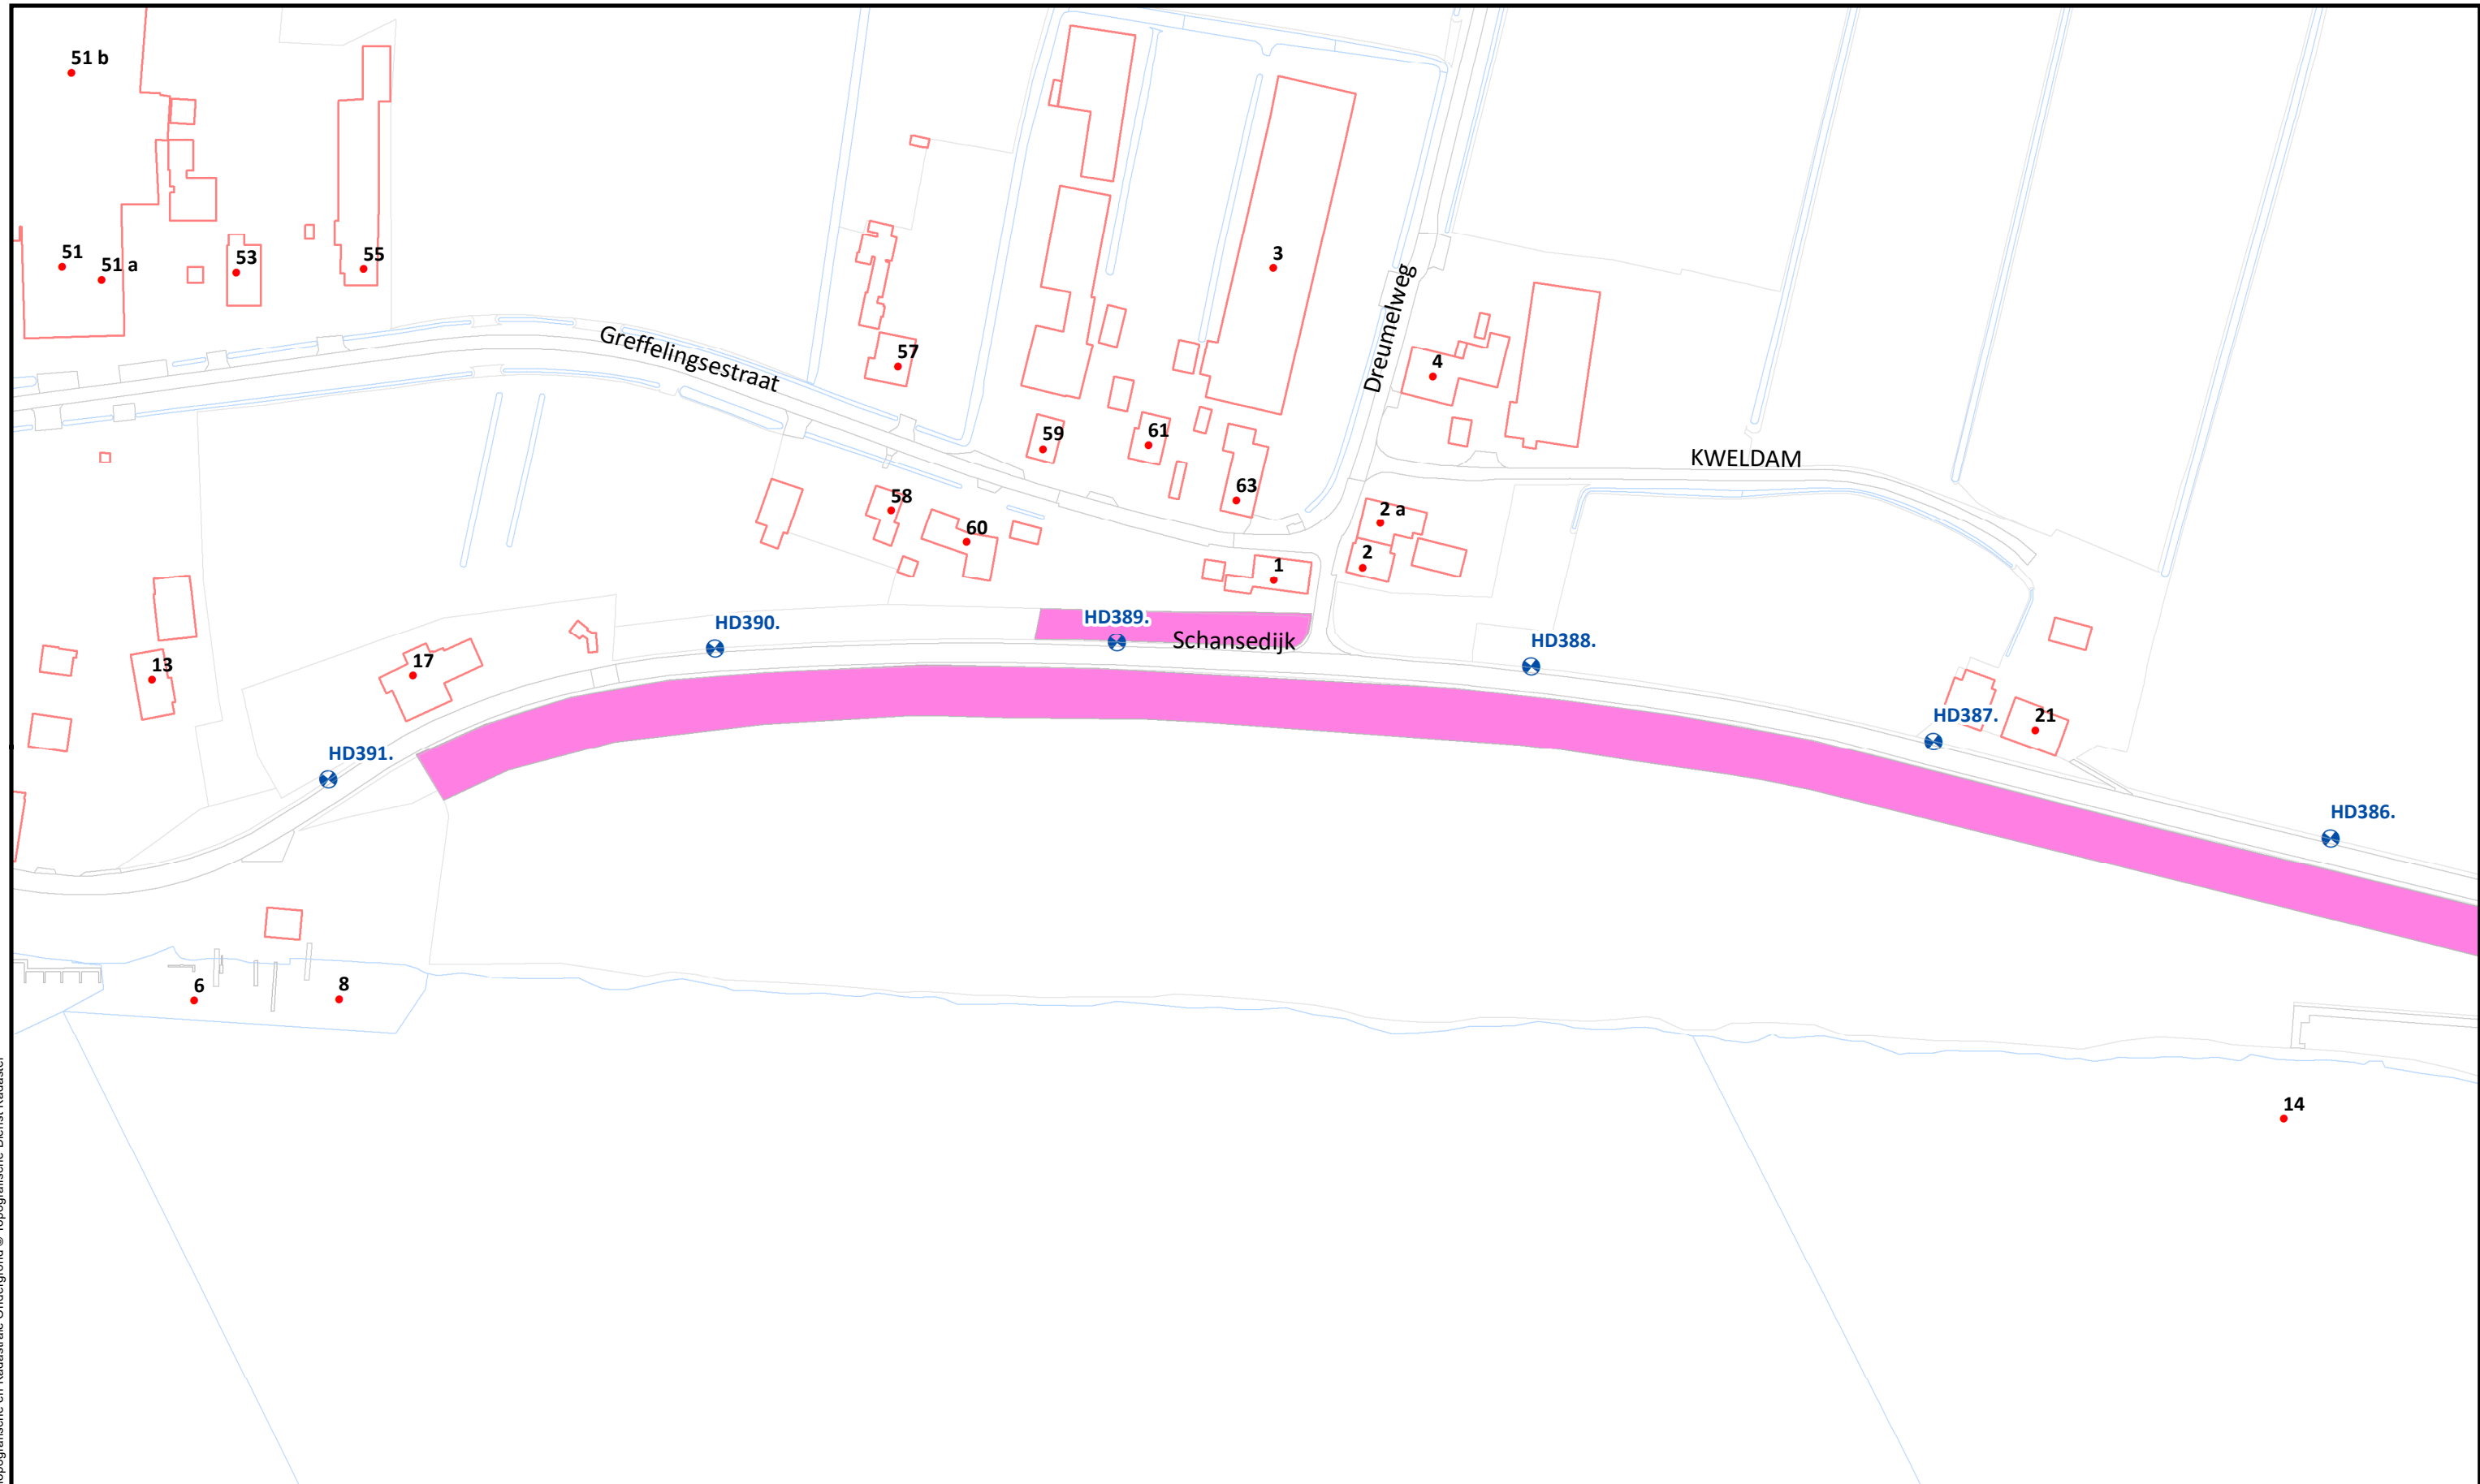 51 b
51
51 a
53
55
3
Greffelingsestraat
57
Dreumelweg
4
59
61
KWELDAM
63
58
60
2 a
2
1
HD390.
HD389.
Schansedijk
HD388.
13
17
HD387.
21
HD391.
HD386.
6
8
14